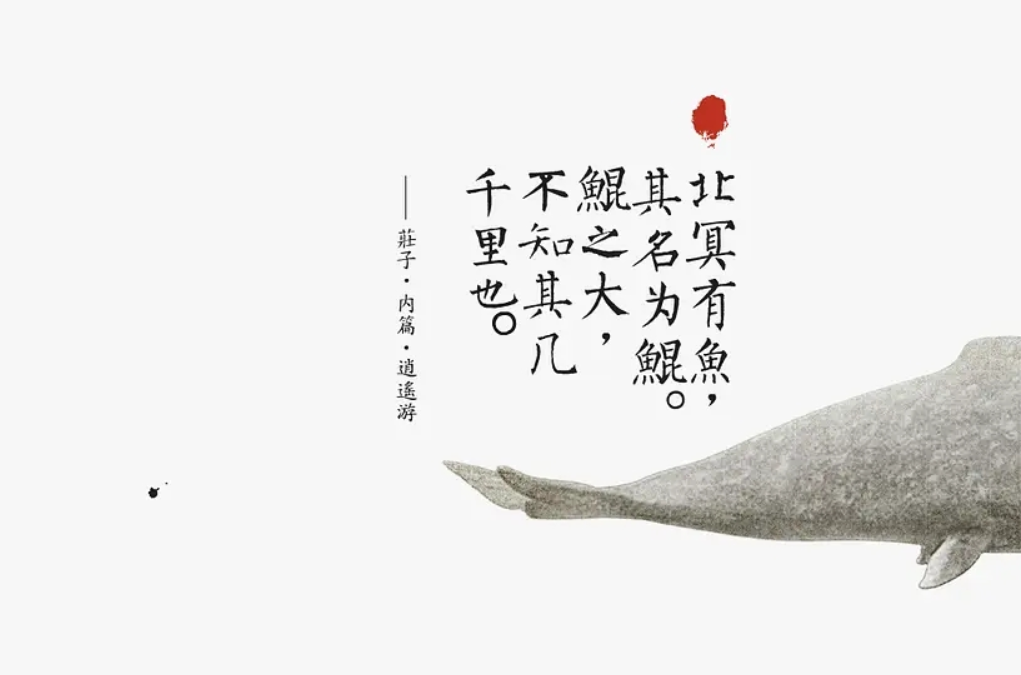 北冥有魚，
其名为鯤。
鯤之大，
不知其几
千里也。
——莊子·内篇·逍遙游